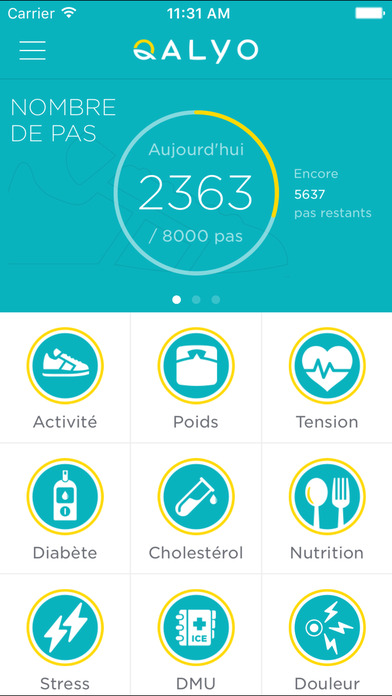 Carrier 11:31 AM
QALYO
NOMBRE
DE PAS
Aujourd'hui
2363
/ 8000 pas
Encore
5637
pas restants
Activité Poids Tension
Diabète Cholestérol Nutrition
ICE
Stress DMU Douleur